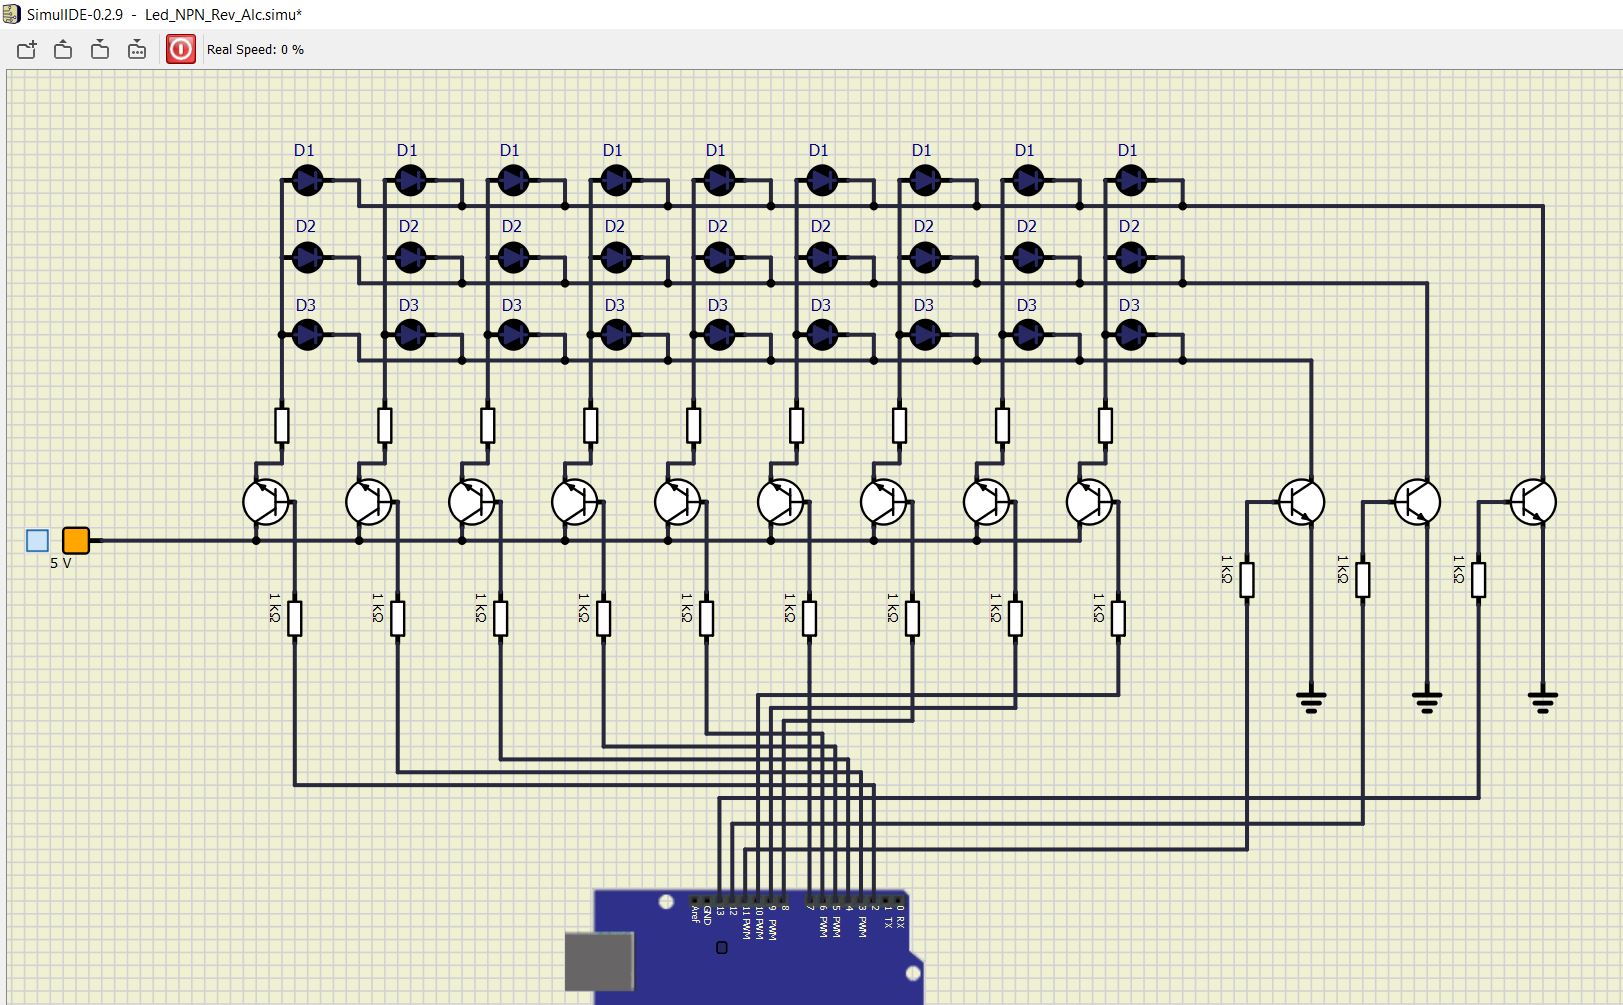 SimulIDE-0.2.9 - Led_NPN_Rev_Alc.simu*
Real Speed: 0 %
D1 D1 D1 D1 D1 D1 D1 D1 D1
D2 D2 D2 D2 D2 D2 D2 D2 D2
D3 D3 D3 D3 D3 D3 D3 D3 D3
5 V
1 kΩ 1 kΩ 1 kΩ
1 kΩ 1 kΩ 1 kΩ 1 kΩ 1 kΩ 1 kΩ 1 kΩ 1 kΩ 1 kΩ
Aref
GND
13
12
11 PWM
10 PWM
9 PWM
8
7
6 PWM
5 PWM
4
3 PWM
2
1 TX
0 RX